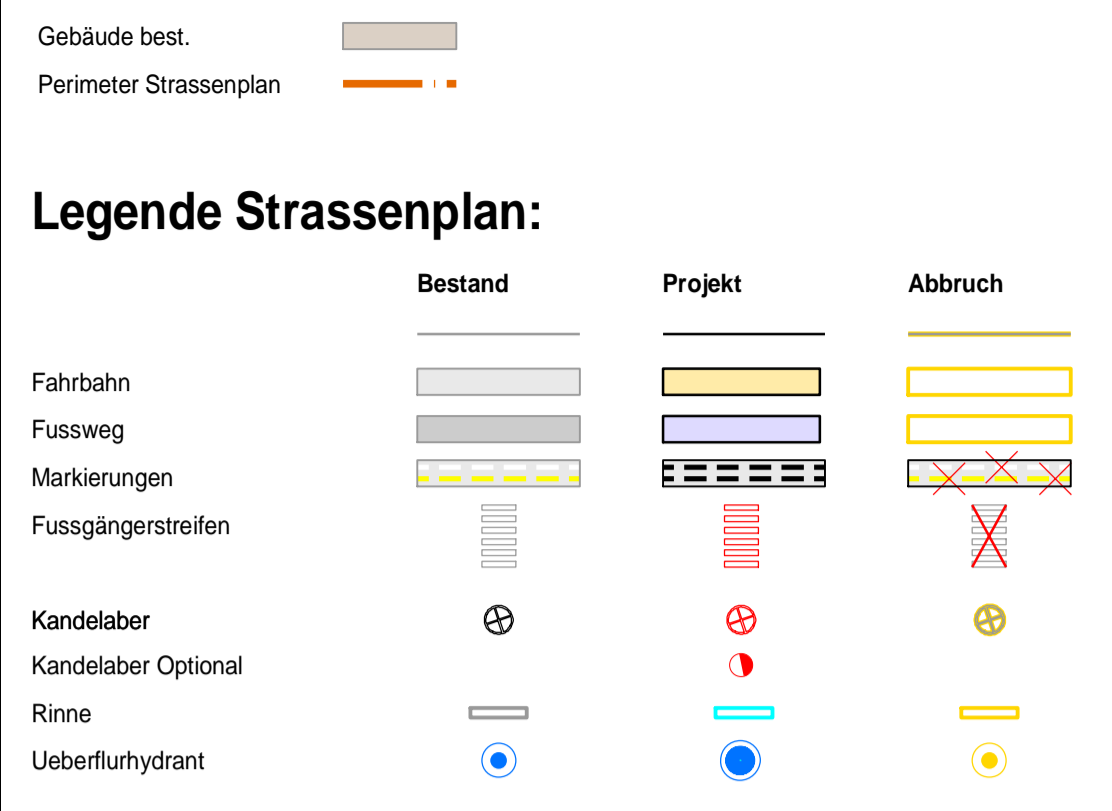 Gebäude best.
Perimeter Strassenplan
Legende Strassenplan:
Bestand Projekt Abbruch
Fahrbahn
Fussweg
Markierungen
Fussgängerstreifen
Kandelaber
Kandelaber Optional
Rinne
Ueberflurhydrant